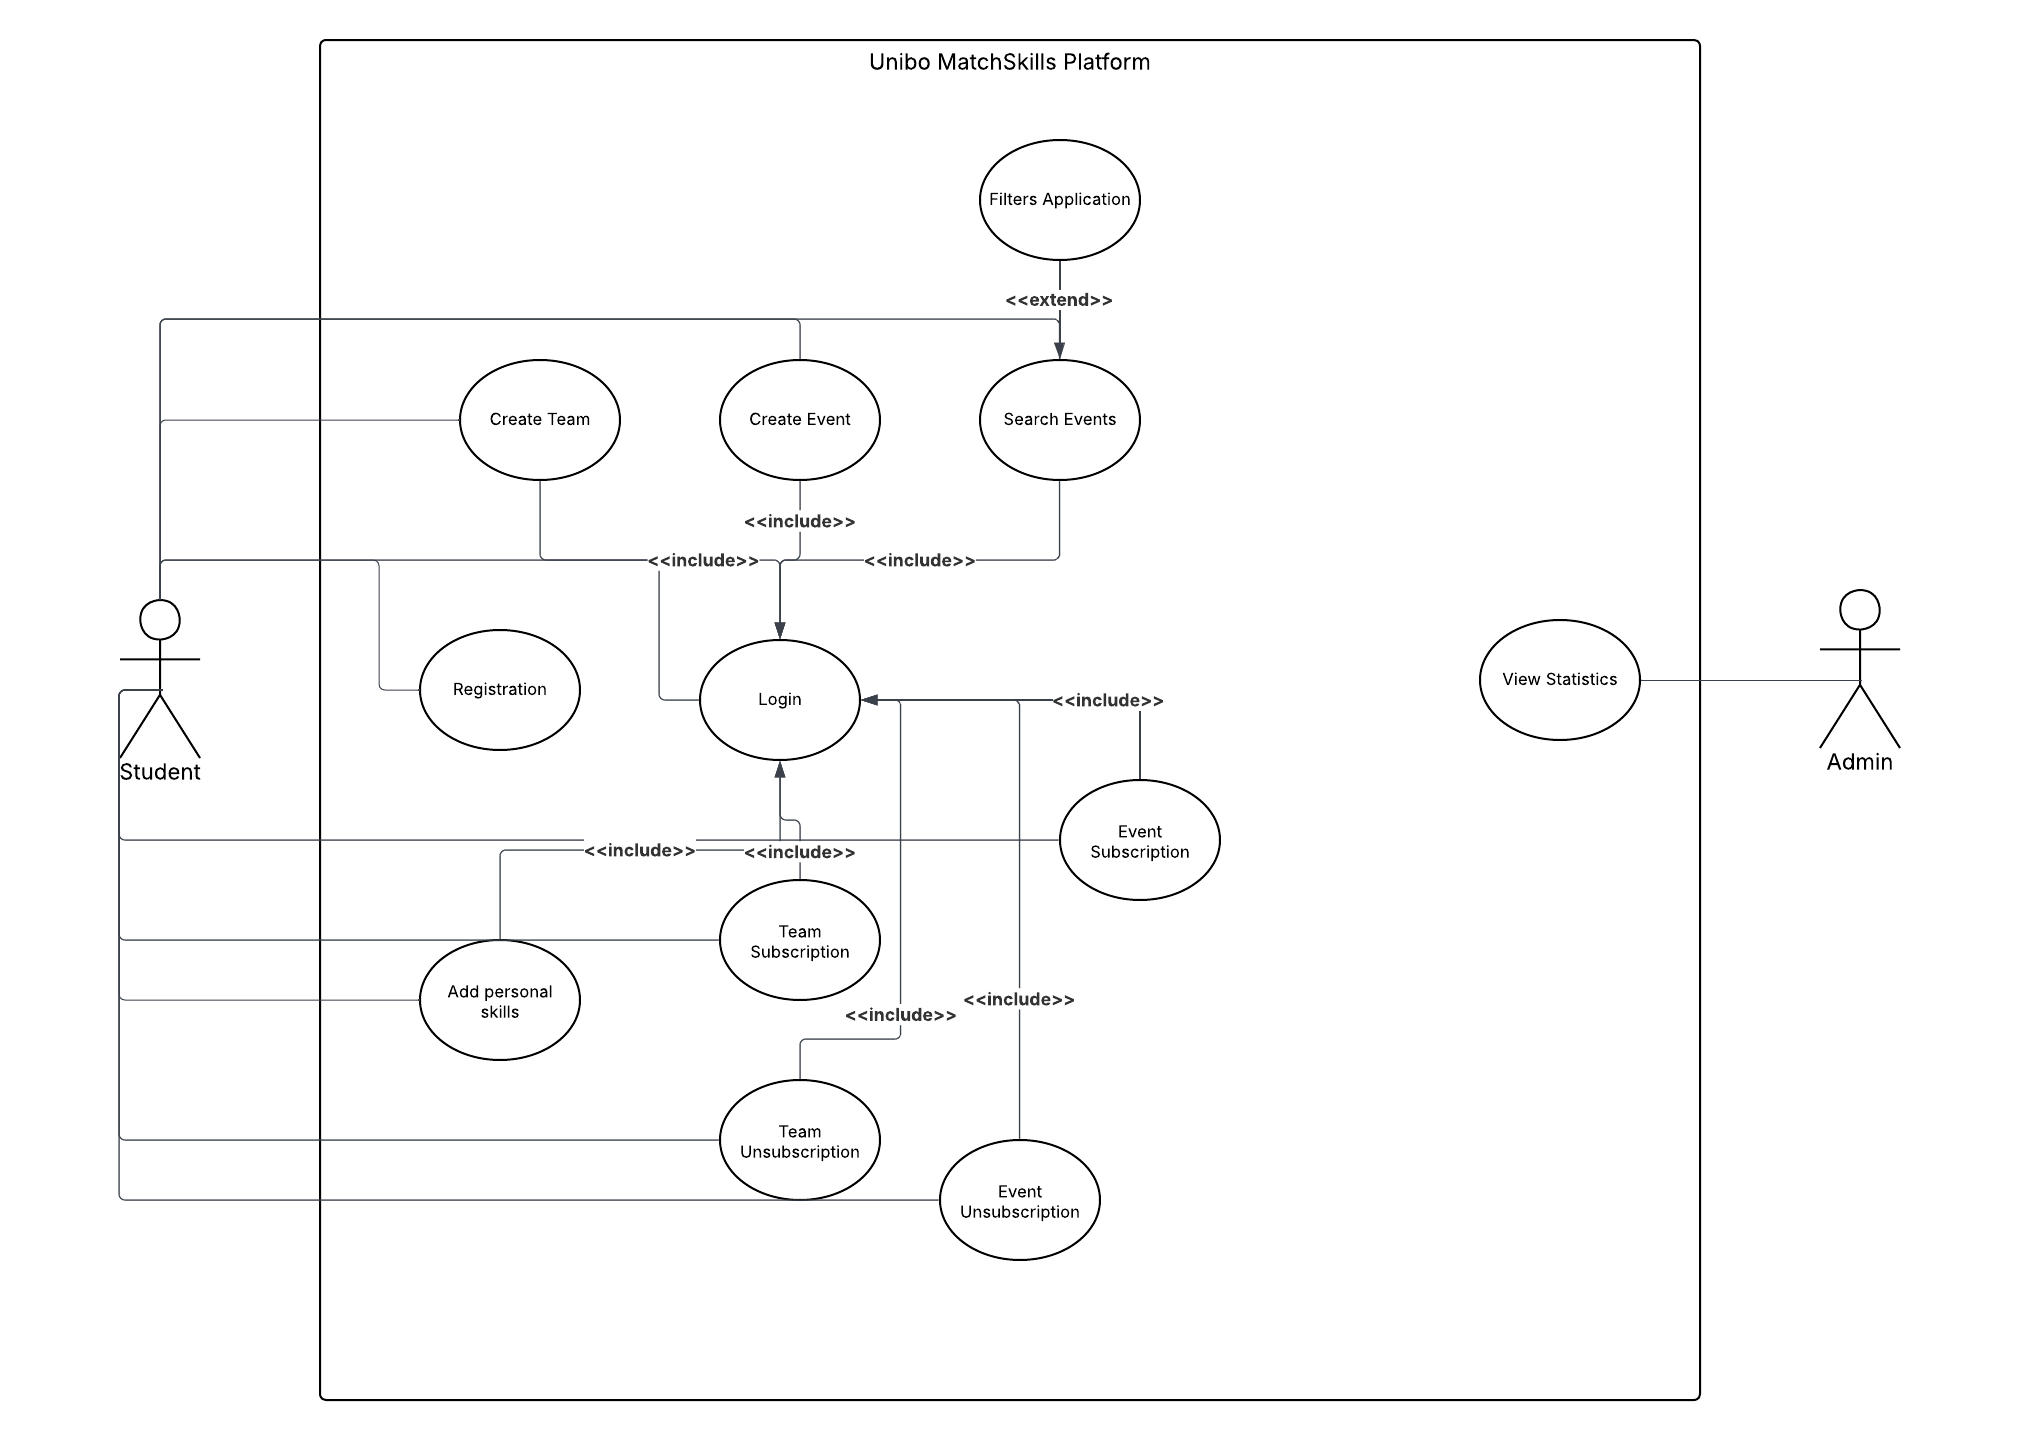 Unibo MatchSkills Platform
Filters Application
<<extend>>
Create Team
Create Event
Search Events
<<include>>
<<include>>
<<include>>
Registration
Login
<<include>>
View Statistics
Student
Admin
Event
Subscription
<<include>>
<<include>>
Team
Subscription
Add personal
skills
<<include>>
<<include>>
Team
Unsubscription
Event
Unsubscription